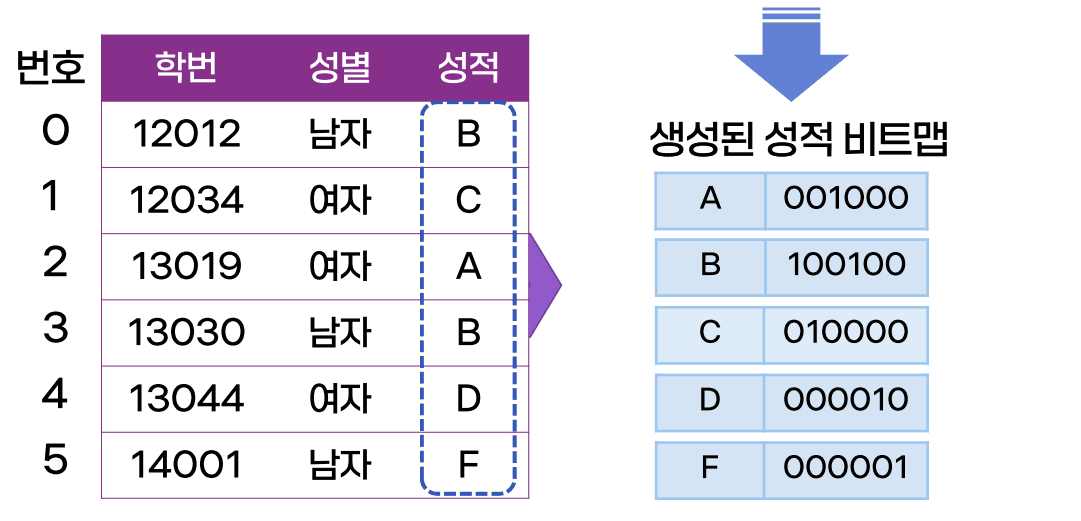 번호 학번 성별 성적
0 12012 남자 B
1 12034 여자 C
2 13019 여자 A
3 13030 남자 B
4 13044 여자 D
5 14001 남자 F
생성된 성적 비트맵
A 001000
B 100100
C 010000
D 000010
F 000001